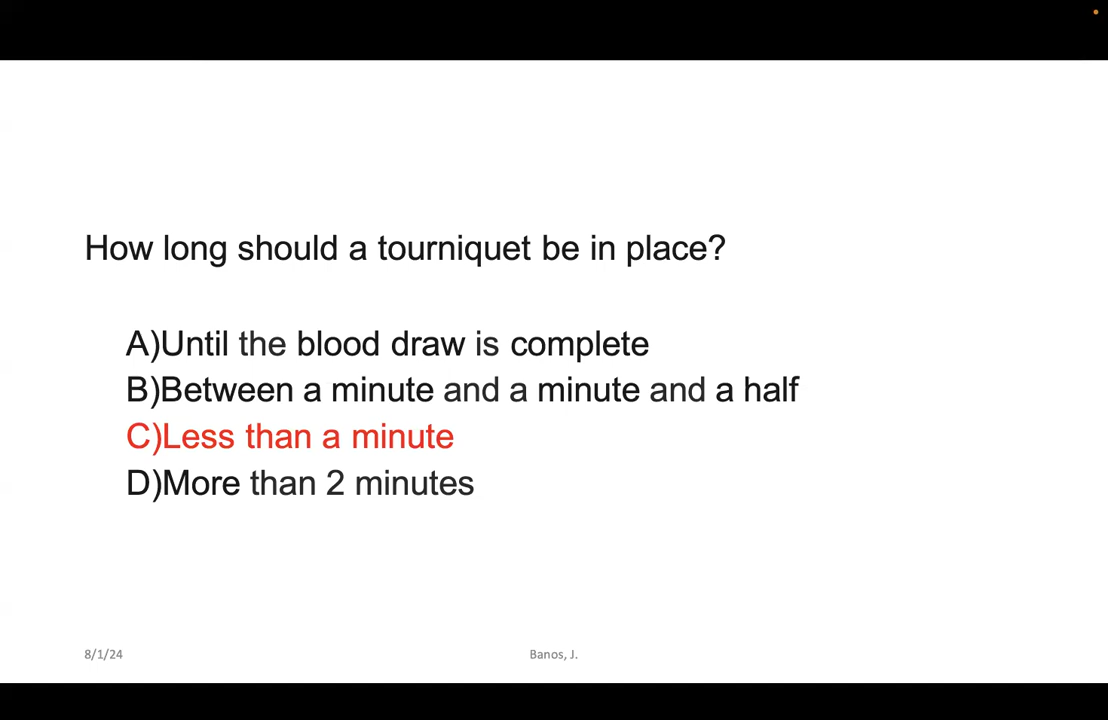 How long should a tourniquet be in place?
A)Until the blood draw is complete
B)Between a minute and a minute and a half
C)Less than a minute
D)More than 2 minutes
8/1/24
Banos, J.